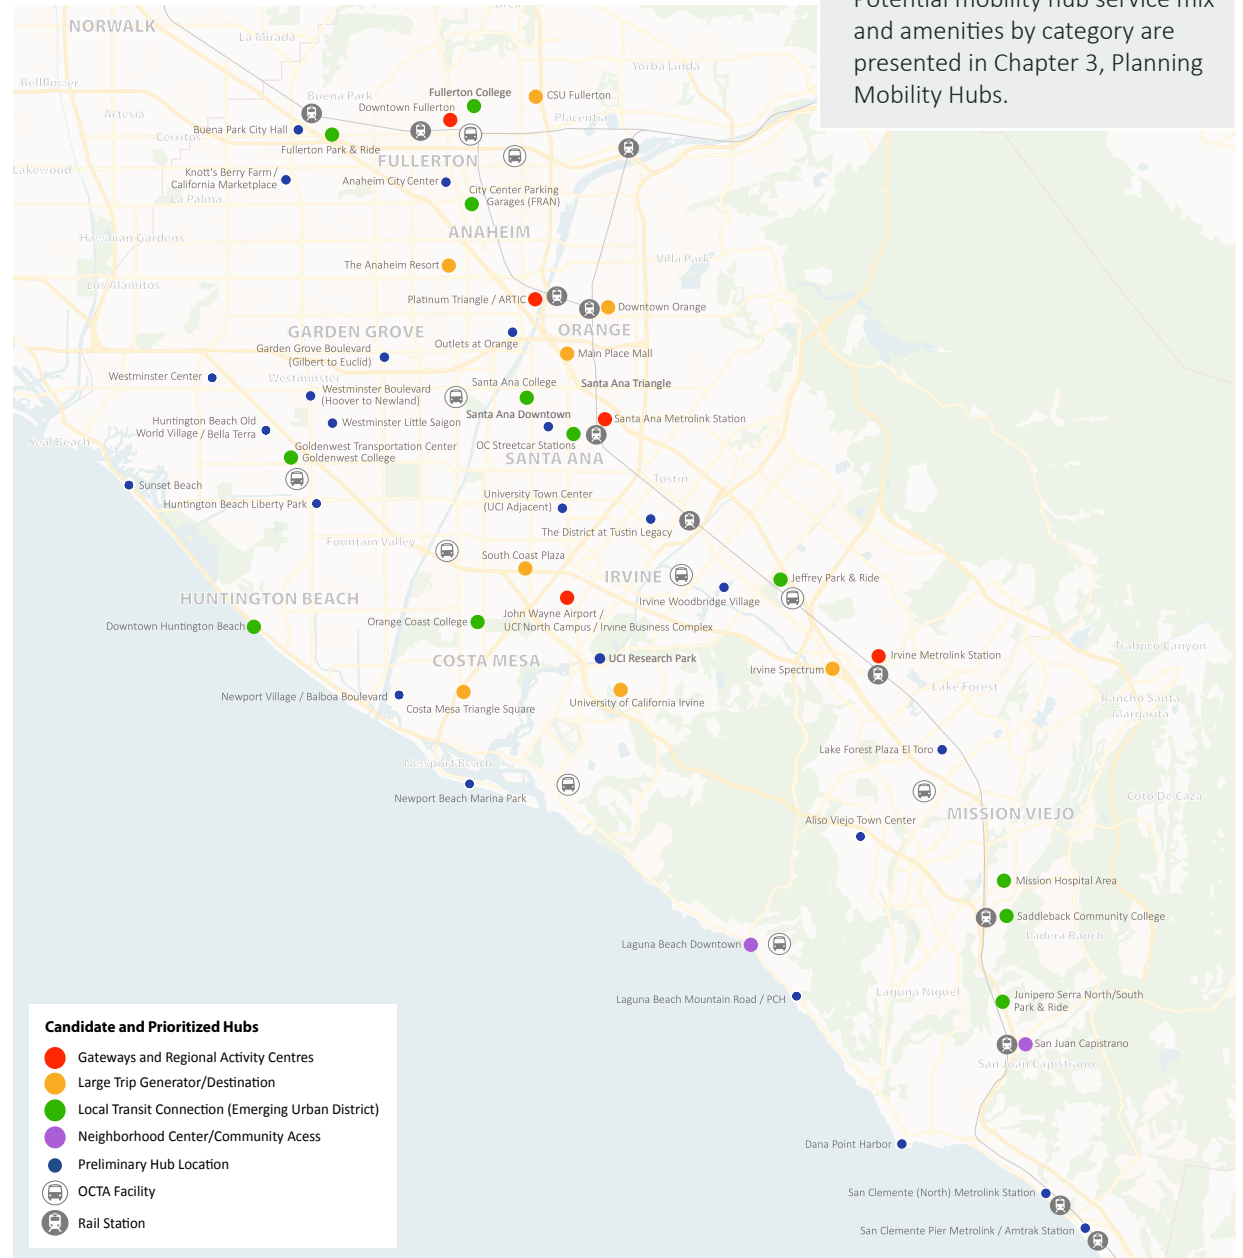 Potential mobility hub service mix
and amenities by category are
presented in Chapter 3, Planning
Mobility Hubs.
NORWALK
La Mirada
Bellflower
Yorba Linda
Buena Park
Fullerton College
CSU Fullerton
Artesia
Downtown Fullerton
Placentia
Buena Park City Hall
Cerritos
Fullerton Park & Ride
FULLERTON
Lakewood
Knott's Berry Farm /
California Marketplace
Anaheim City Center
City Center Parking
Garages (FRAN)
La Palma
ANAHEIM
Hawaiian Gardens
Villa Park
The Anaheim Resort
Los Alamitos
Platinum Triangle / ARTIC
Downtown Orange
GARDEN GROVE
ORANGE
Outlets at Orange
Garden Grove Boulevard
(Gilbert to Euclid)
Main Place Mall
Westminster Center
Westminster
Santa Ana College
Santa Ana Triangle
Westminster Boulevard
(Hoover to Newland)
Santa Ana Downtown
Santa Ana Metrolink Station
Huntington Beach Old
World Village / Bella Terra
Westminster Little Saigon
Seal Beach
OC Streetcar Stations
Goldenwest Transportation Center
Goldenwest College
SANTA ANA
Tustin
Sunset Beach
Huntington Beach Liberty Park
University Town Center
(UCI Adjacent)
The District at Tustin Legacy
Fountain Valley
South Coast Plaza
IRVINE
Jeffrey Park & Ride
HUNTINGTON BEACH
Irvine Woodbridge Village
John Wayne Airport /
UCI North Campus / Irvine Business Complex
Downtown Huntington Beach
Orange Coast College
Trabuco Canyon
COSTA MESA
UCI Research Park
Irvine Metrolink Station
Irvine Spectrum
Lake Forest
Newport Village / Balboa Boulevard
Costa Mesa Triangle Square
University of California Irvine
Rancho Santa
Margarita
Lake Forest Plaza El Toro
Newport Beach
Newport Beach Marina Park
Coto De Caza
MISSION VIEJO
Aliso Viejo Town Center
Mission Hospital Area
Saddleback Community College
Ladera Ranch
Laguna Beach Downtown
Laguna Beach Mountain Road / PCH
Laguna Niguel
Junipero Serra North/South
Park & Ride
San Juan Capistrano
San Juan Capistrano
Dana Point Harbor
San Clemente (North) Metrolink Station
San Clemente Pier Metrolink / Amtrak Station
Candidate and Prioritized Hubs
Gateways and Regional Activity Centres
Large Trip Generator/Destination
Local Transit Connection (Emerging Urban District)
Neighborhood Center/Community Acess
Preliminary Hub Location
OCTA Facility
Rail Station